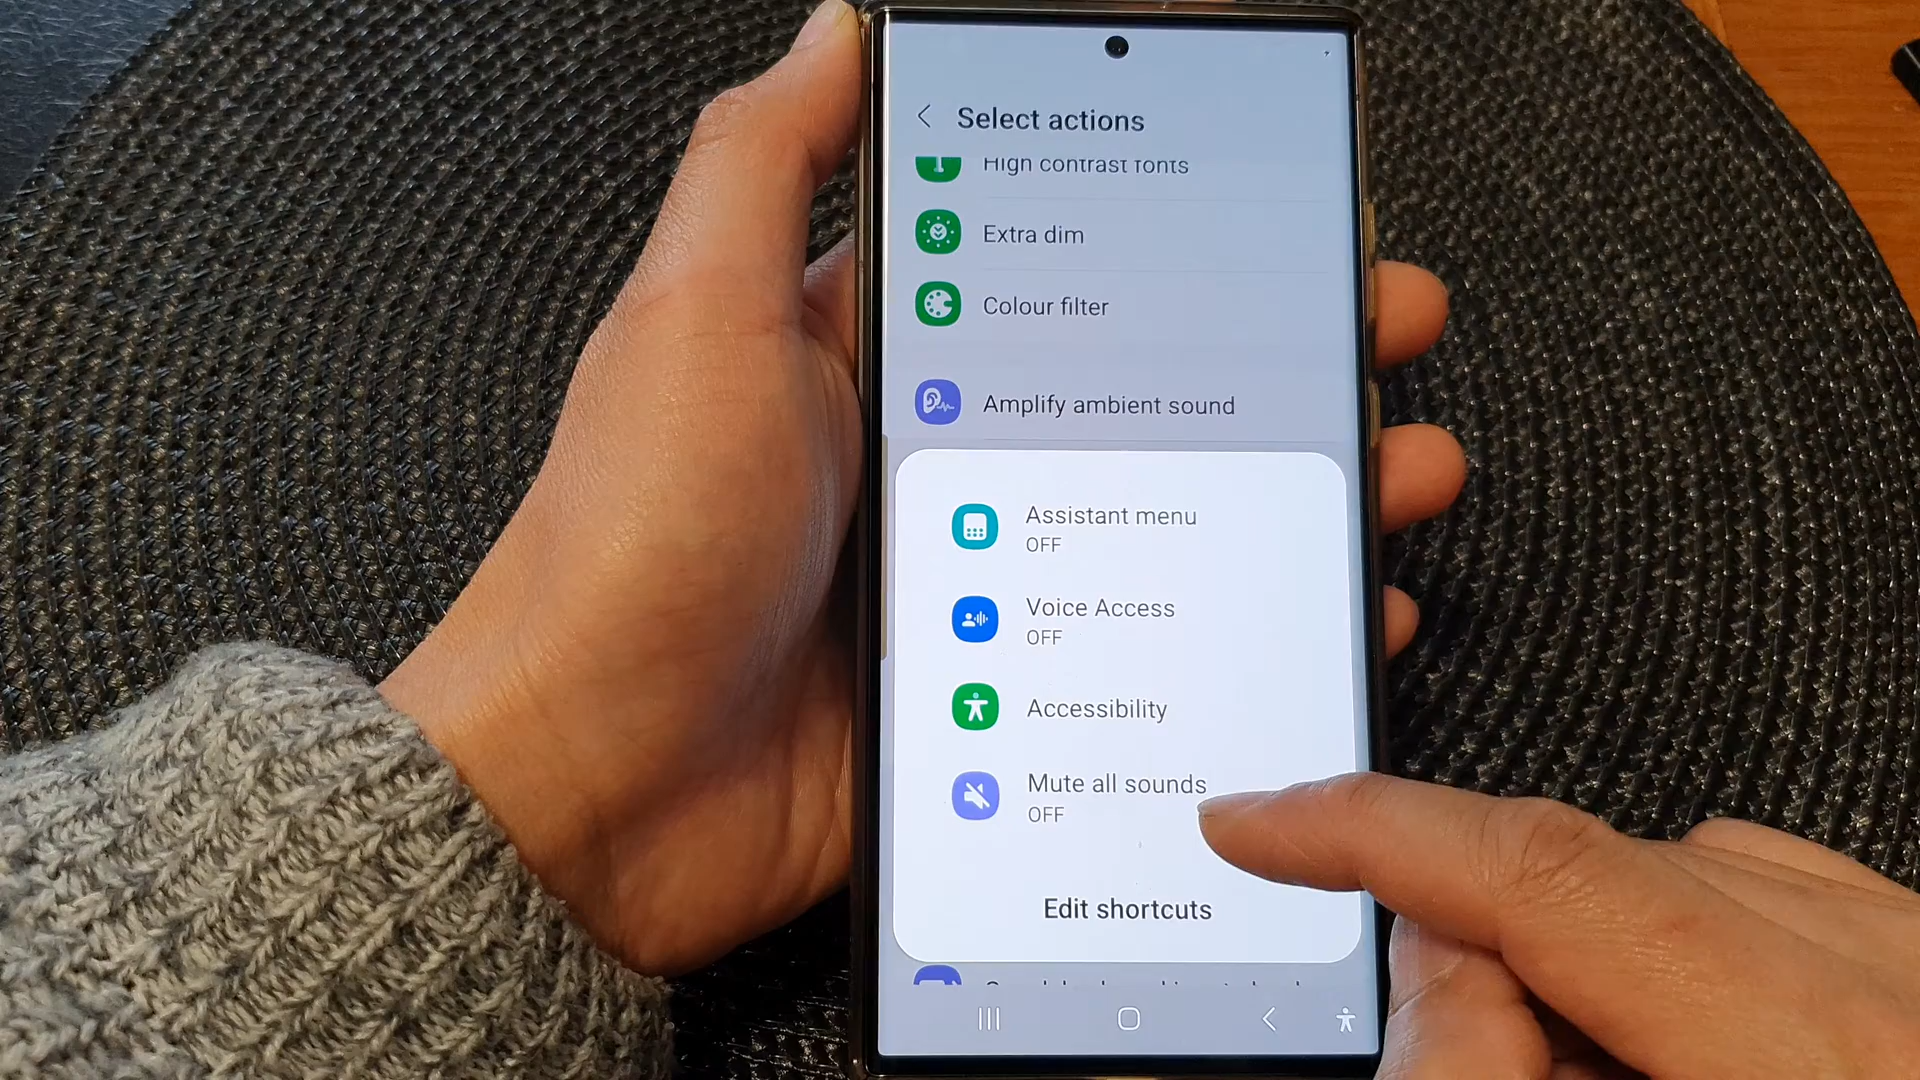 Select actions
High contrast fonts
Extra dim
Colour filter
Amplify ambient sound
Assistant menu
OFF
Voice Access
OFF
Accessibility
Mute all sounds
OFF
Edit shortcuts